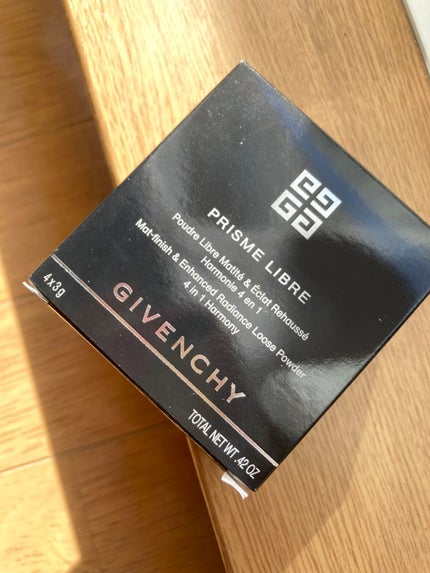 PRISME LIBRE
Poudre Libre Matité & Éclat Rehaussé
Harmonie 4 en 1
Mat-finish & Enhanced Radiance Loose Powder
4 in 1 Harmony
GIVENCHY
4x3g
TOTAL NET WT .42 OZ